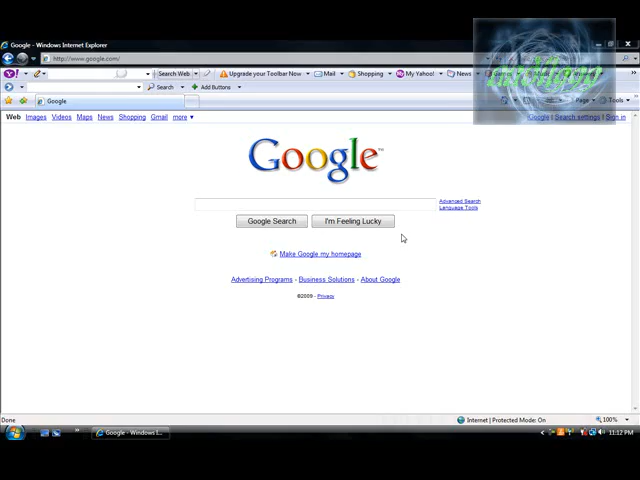 Google - Windows Internet Explorer
http://www.google.com/
Search Web Upgrade your Toolbar Now Mail Shopping My Yahoo! News
Search Add Buttons
Google Page Tools
Web Images Videos Maps News Shopping Gmail more iGoogle | Search settings | Sign in
Google
Advanced Search
Language Tools
Google Search I'm Feeling Lucky
Make Google my homepage
Advertising Programs - Business Solutions - About Google
©2009 - Privacy
Done Internet | Protected Mode: On 100%
Google - Windows I... 11:12 PM